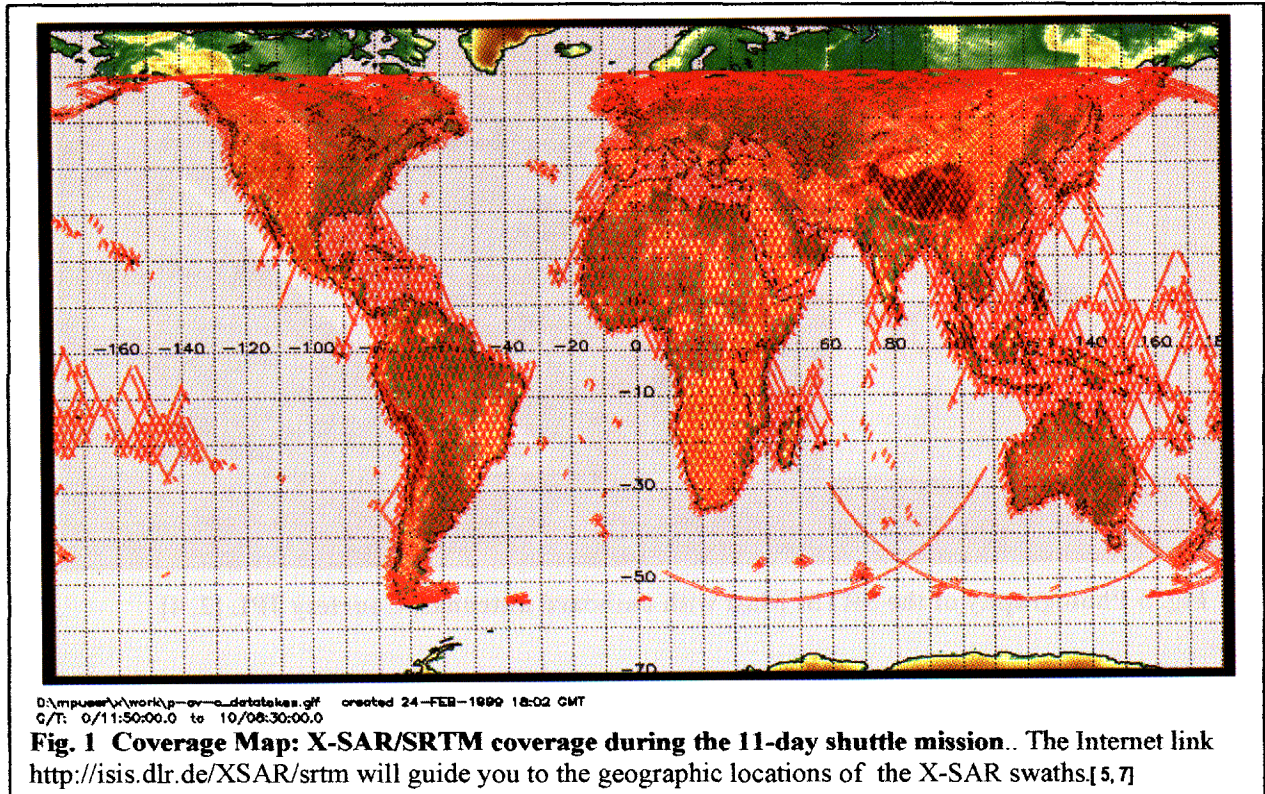 -160 -140 -120 -100 -40 -20 0 60 80 140 160
-10
-30
-50
-70
D:\mpuser\x\work\p-av-a_datatakes.gif created 24-FEB-1999 18:02 GMT
G/T: 0/11:50:00.0 to 10/08:30:00.0
Fig. 1 Coverage Map: X-SAR/SRTM coverage during the 11-day shuttle mission.. The Internet link
http://isis.dlr.de/XSAR/srtm will guide you to the geographic locations of the X-SAR swaths.[5, 7]